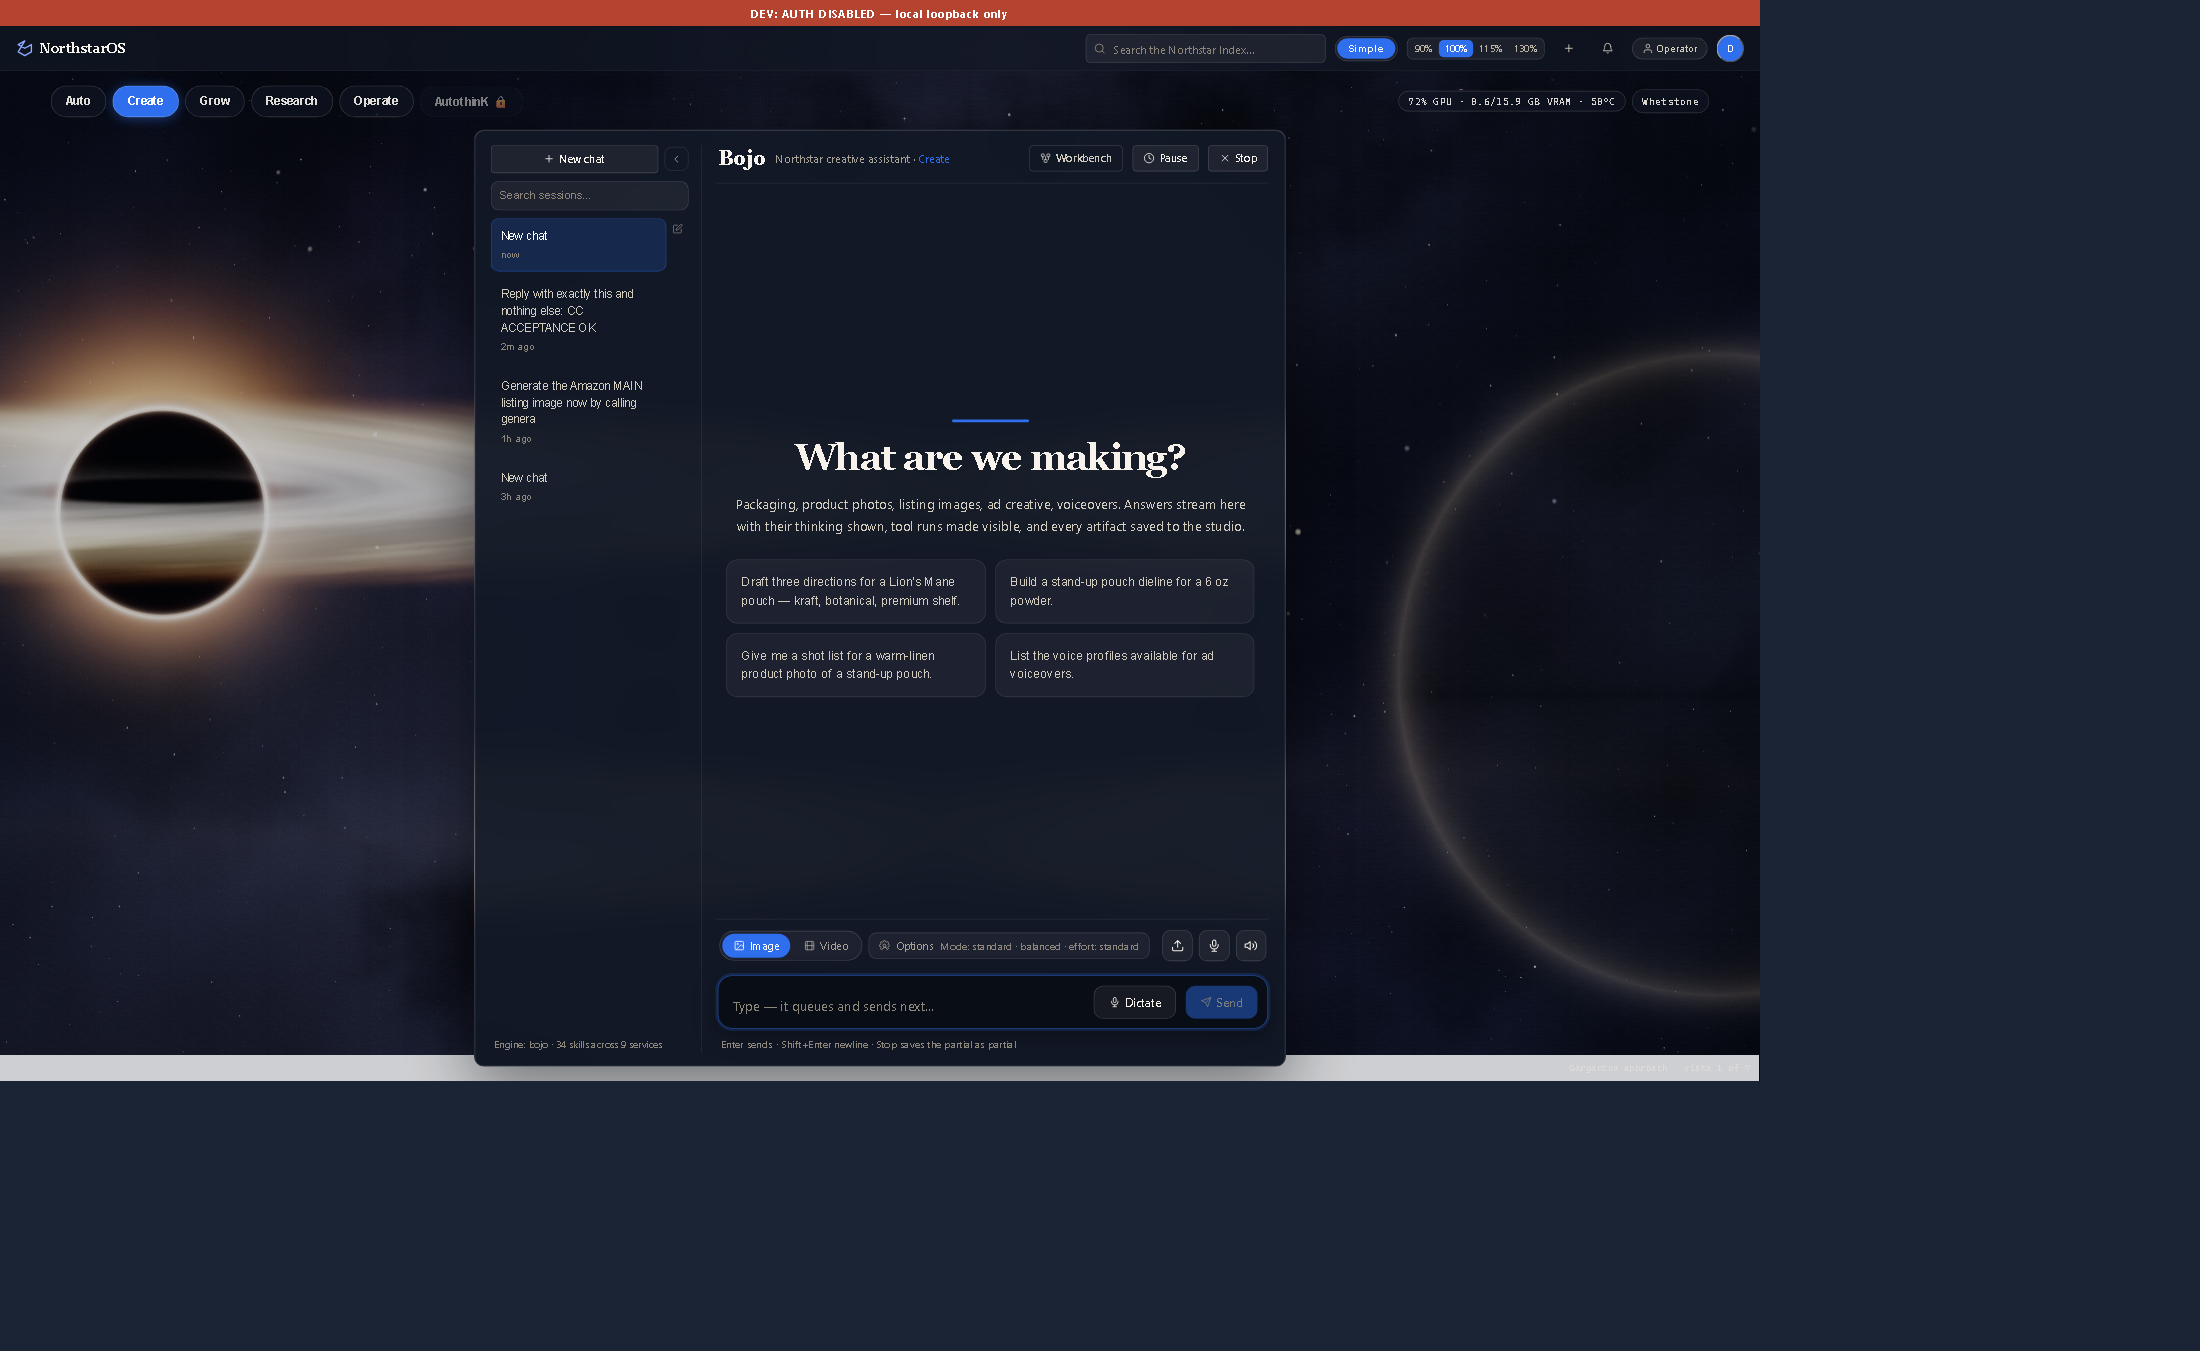 DEV: AUTH DISABLED — local loopback only
NorthstarOS
Search the Northstar Index...
Simple
90% 100% 115% 130%
Operator
D
Auto
Create
Grow
Research
Operate
AutothinK
72% GPU · 8.6/15.9 GB VRAM · 50°C
Whetstone
New chat
Search sessions...
New chat
now
Reply with exactly this and
nothing else: CC
ACCEPTANCE OK
2m ago
Generate the Amazon MAIN
listing image now by calling
genera
1h ago
New chat
3h ago
Engine: bojo · 34 skills across 9 services
Bojo
Northstar creative assistant · Create
Workbench
Pause
Stop
What are we making?
Packaging, product photos, listing images, ad creative, voiceovers. Answers stream here
with their thinking shown, tool runs made visible, and every artifact saved to the studio.
Draft three directions for a Lion's Mane
pouch — kraft, botanical, premium shelf.
Build a stand-up pouch dieline for a 6 oz
powder.
Give me a shot list for a warm-linen
product photo of a stand-up pouch.
List the voice profiles available for ad
voiceovers.
Image
Video
Options Mode: standard · balanced · effort: standard
Type — it queues and sends next...
Dictate
Send
Enter sends · Shift+Enter newline · Stop saves the partial as partial